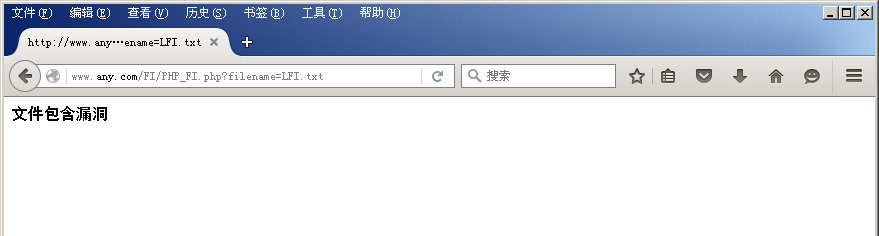 文件(F) 编辑(E) 查看(V) 历史(S) 书签(B) 工具(T) 帮助(H)
http://www.any…ename=LFI.txt
www.any.com/FI/PHP_FI.php?filename=LFI.txt
搜索
文件包含漏洞